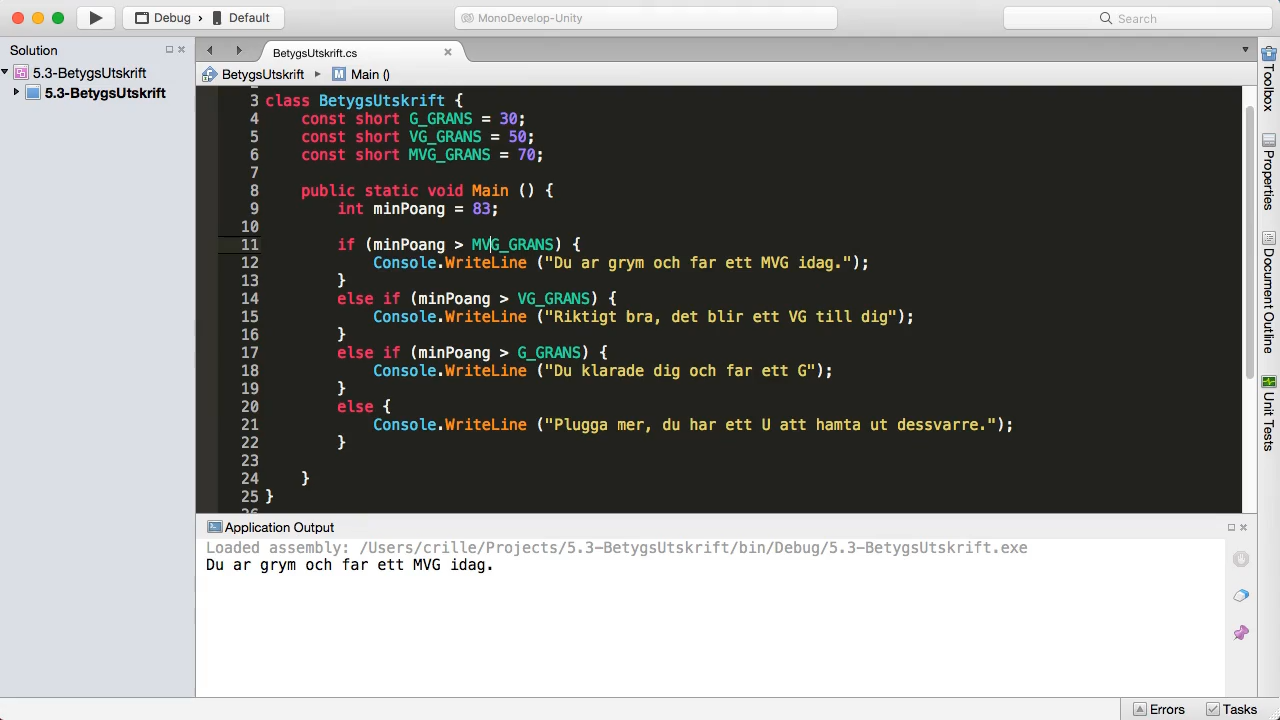 Debug
Default
MonoDevelop-Unity
Search
Solution
5.3-BetygsUtskrift
5.3-BetygsUtskrift
BetygsUtskrift.cs
BetygsUtskrift
M Main ()
3 class BetygsUtskrift {
4 const short G_GRANS = 30;
5 const short VG_GRANS = 50;
6 const short MVG_GRANS = 70;
7
8 public static void Main () {
9 int minPoang = 83;
10
11 if (minPoang > MVG_GRANS) {
12 Console.WriteLine ("Du ar grym och far ett MVG idag.");
13 }
14 else if (minPoang > VG_GRANS) {
15 Console.WriteLine ("Riktigt bra, det blir ett VG till dig");
16 }
17 else if (minPoang > G_GRANS) {
18 Console.WriteLine ("Du klarade dig och far ett G");
19 }
20 else {
21 Console.WriteLine ("Plugga mer, du har ett U att hamta ut dessvarre.");
22 }
23
24 }
25 }
Toolbox
Properties
Document Outline
Unit Tests
Application Output
Loaded assembly: /Users/crille/Projects/5.3-BetygsUtskrift/bin/Debug/5.3-BetygsUtskrift.exe
Du ar grym och far ett MVG idag.
Errors
Tasks